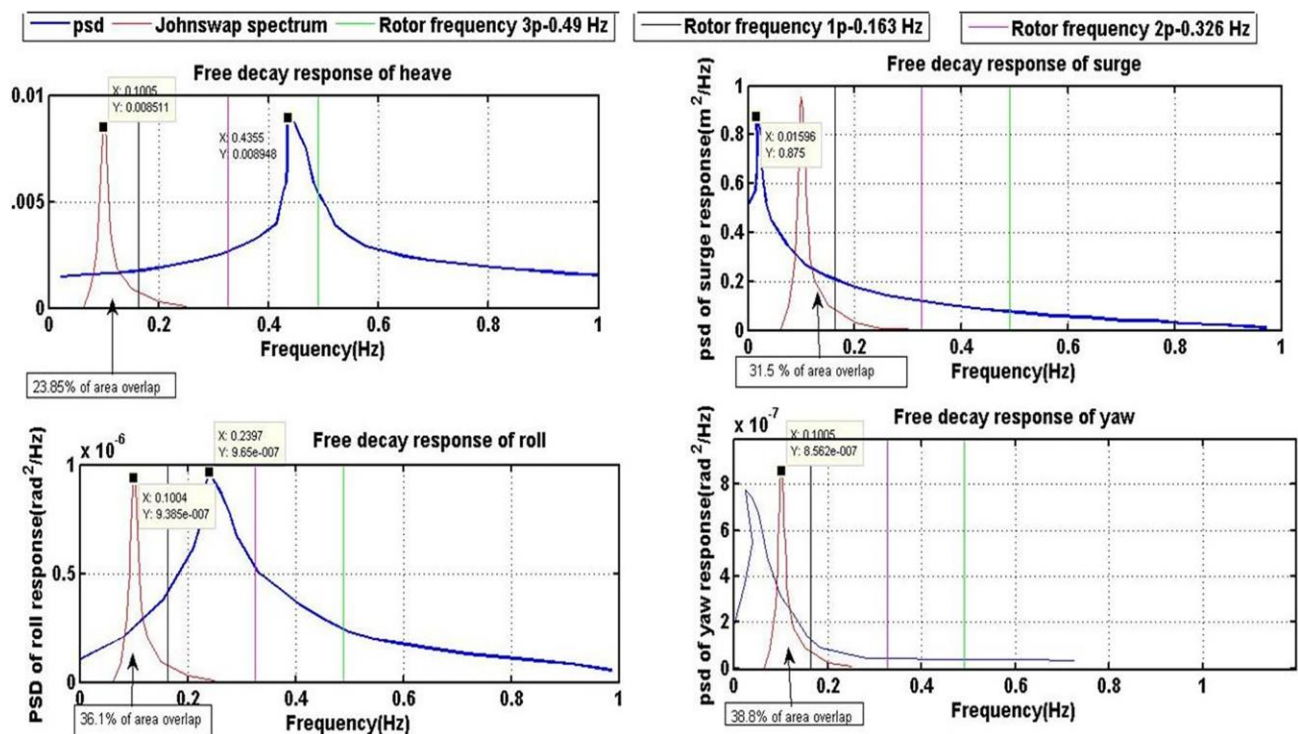 psd
Johnswap spectrum
Rotor frequency 3p-0.49 Hz
Rotor frequency 1p-0.163 Hz
Rotor frequency 2p-0.326 Hz
Free decay response of heave
X: 0.1005
Y: 0.008511
X: 0.4355
Y: 0.008948
0.01
.005
0
0 0.2 0.4 0.6 0.8 1
Frequency(Hz)
23.85% of area overlap
Free decay response of surge
psd of surge response(m²/Hz)
X: 0.01596
Y: 0.875
1
0.8
0.6
0.4
0.2
0
0 0.2 0.4 0.6 0.8 1
Frequency(Hz)
31.5 % of area overlap
Free decay response of roll
PSD of roll response(rad²/Hz)
x 10⁻⁶
X: 0.2397
Y: 9.65e-007
X: 0.1004
Y: 9.385e-007
1
0.5
0
0 0.2 0.4 0.6 0.8 1
Frequency(Hz)
36.1% of area overlap
Free decay response of yaw
psd of yaw response(rad²/Hz)
x 10⁻⁷
X: 0.1005
Y: 8.562e-007
8
6
4
2
0
0 0.2 0.4 0.6 0.8 1
Frequency(Hz)
38.8% of area overlap